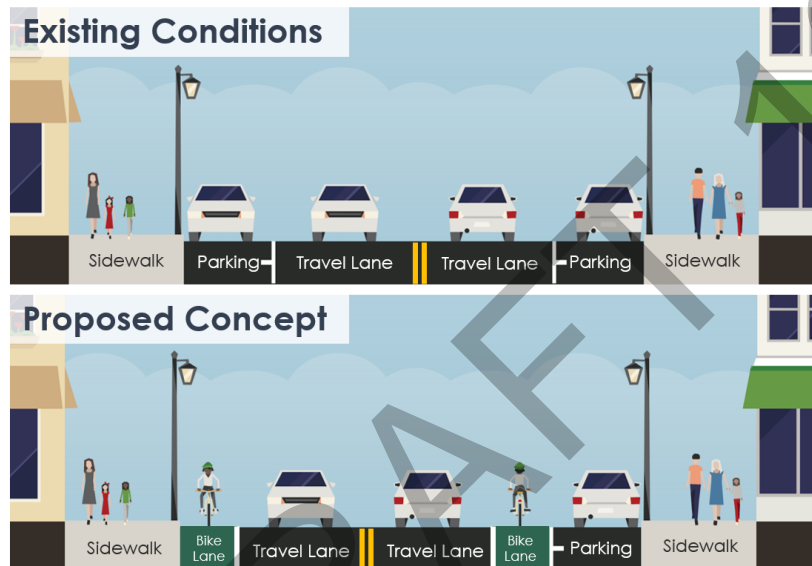 Existing Conditions
Sidewalk Parking Travel Lane Travel Lane Parking Sidewalk
Proposed Concept
Sidewalk Bike Lane Travel Lane Travel Lane Bike Lane Parking Sidewalk
DRAFT